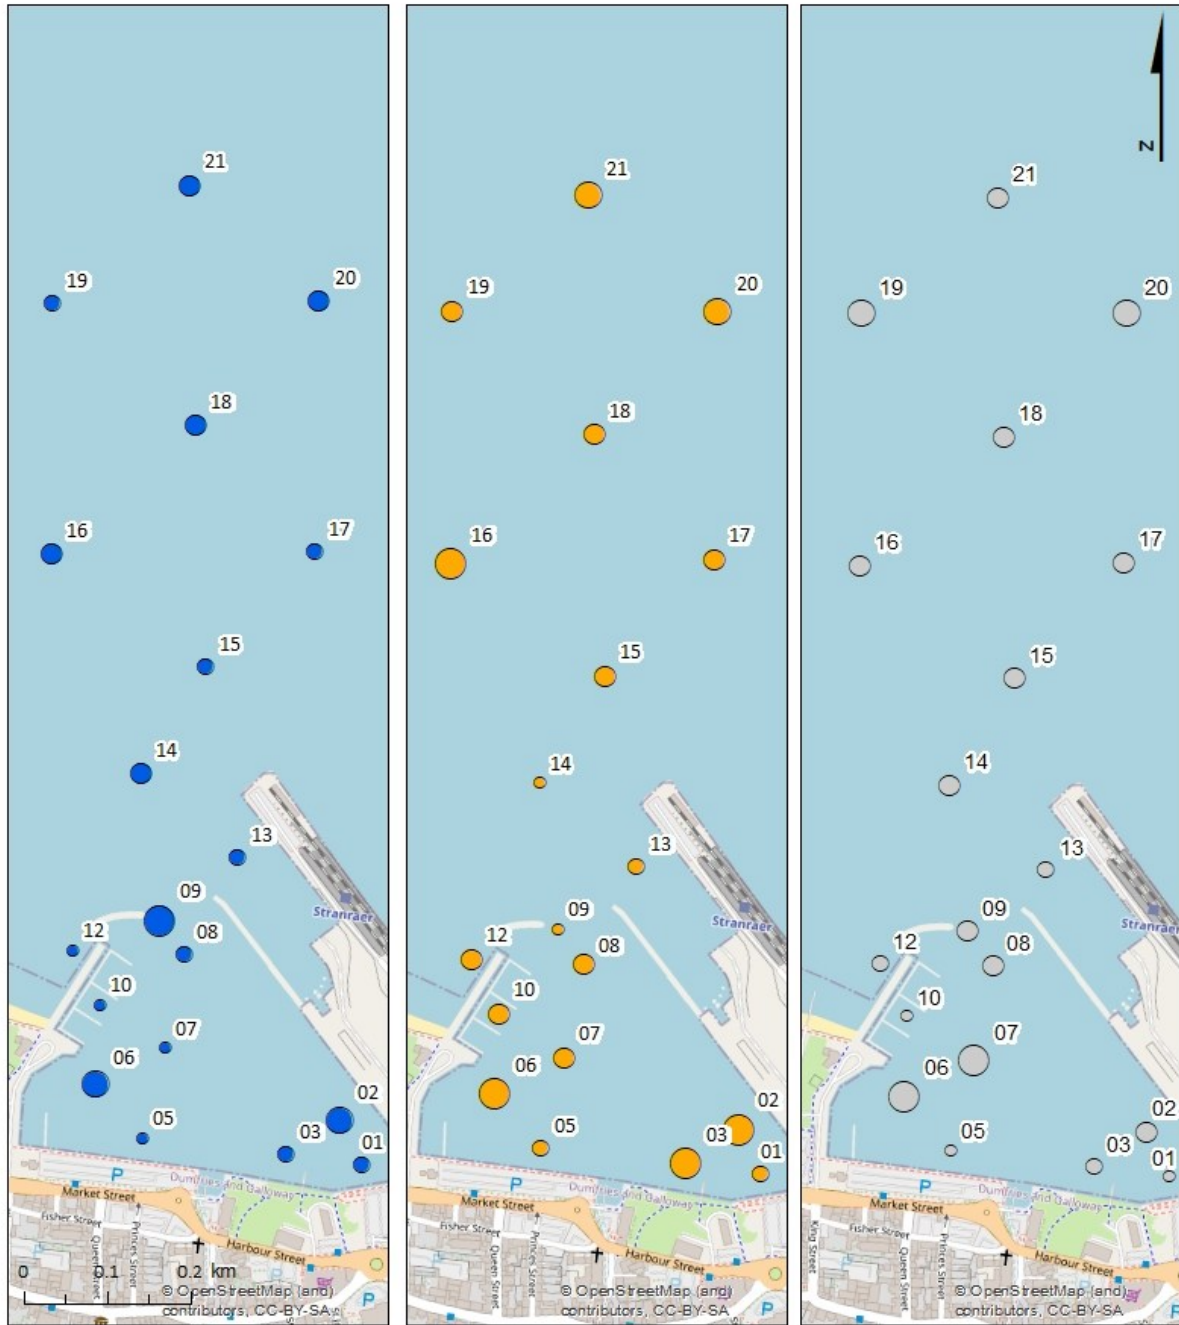 21
19
20
18
16
17
15
14
13
09
12
08
10
07
06
02
05
03
01
Stranraer
P
Dumfries and Galloway
Market Street
Fisher Street
Queen Street
Princes Street
Harbour Street
0 0.1 0.2 km
© OpenStreetMap (and)
contributors, CC-BY-SA
P
21
19
20
18
16
17
15
14
13
09
12
08
10
07
06
02
05
03
01
Stranraer
P
Dumfries and Galloway
Market Street
Fisher Street
Queen Street
Princes Street
Harbour Street
© OpenStreetMap (and)
contributors, CC-BY-SA
P
N
21
19
20
18
16
17
15
14
13
09
12
08
10
07
06
02
05
03
01
Stranraer
P
Dumfries and Galloway
Market Street
King Street
Fisher Street
Queen Street
Princes Street
Harbour Street
© OpenStreetMap (and)
contributors, CC-BY-SA
P